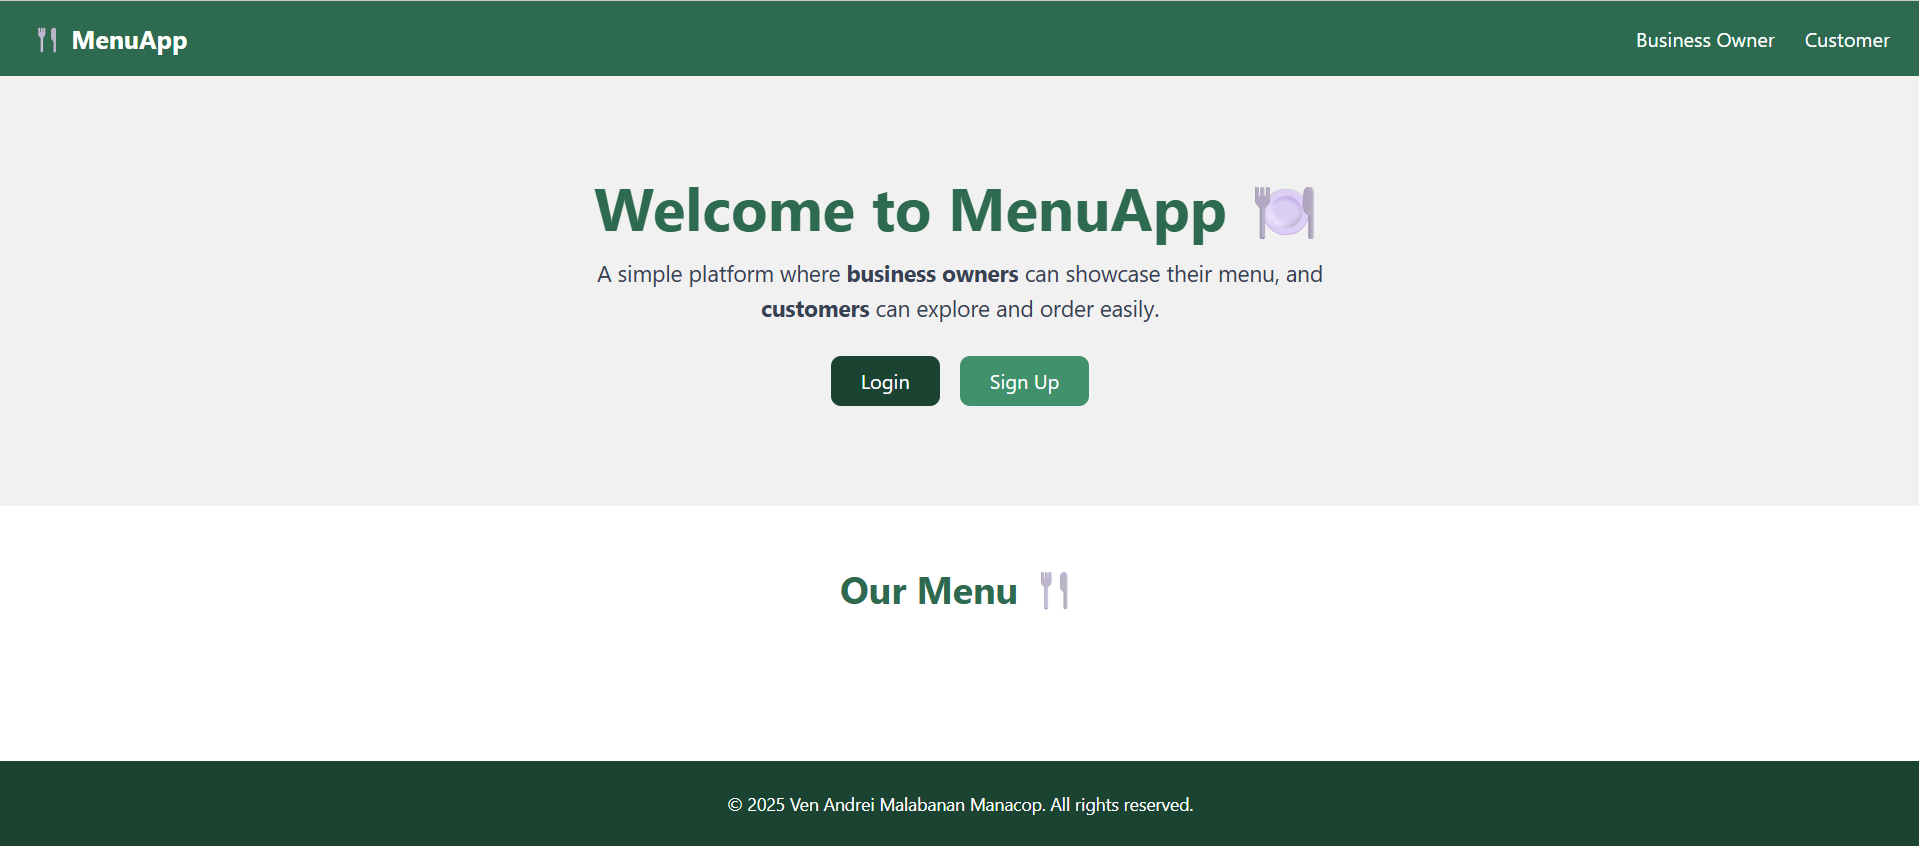 🍴 MenuApp
Business Owner
Customer
Welcome to MenuApp 🍽️
A simple platform where business owners can showcase their menu, and
customers can explore and order easily.
Login
Sign Up
Our Menu 🍴
© 2025 Ven Andrei Malabanan Manacop. All rights reserved.